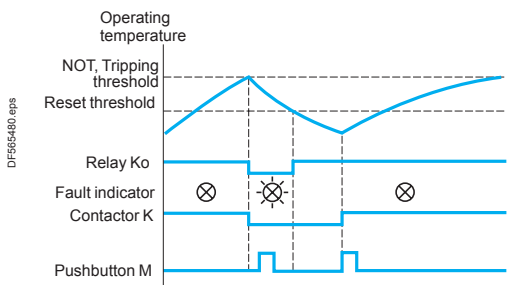 Operating
temperature
NOT, Tripping
threshold
Reset threshold
DF565480.eps
Relay Ko
Fault indicator
Contactor K
Pushbutton M